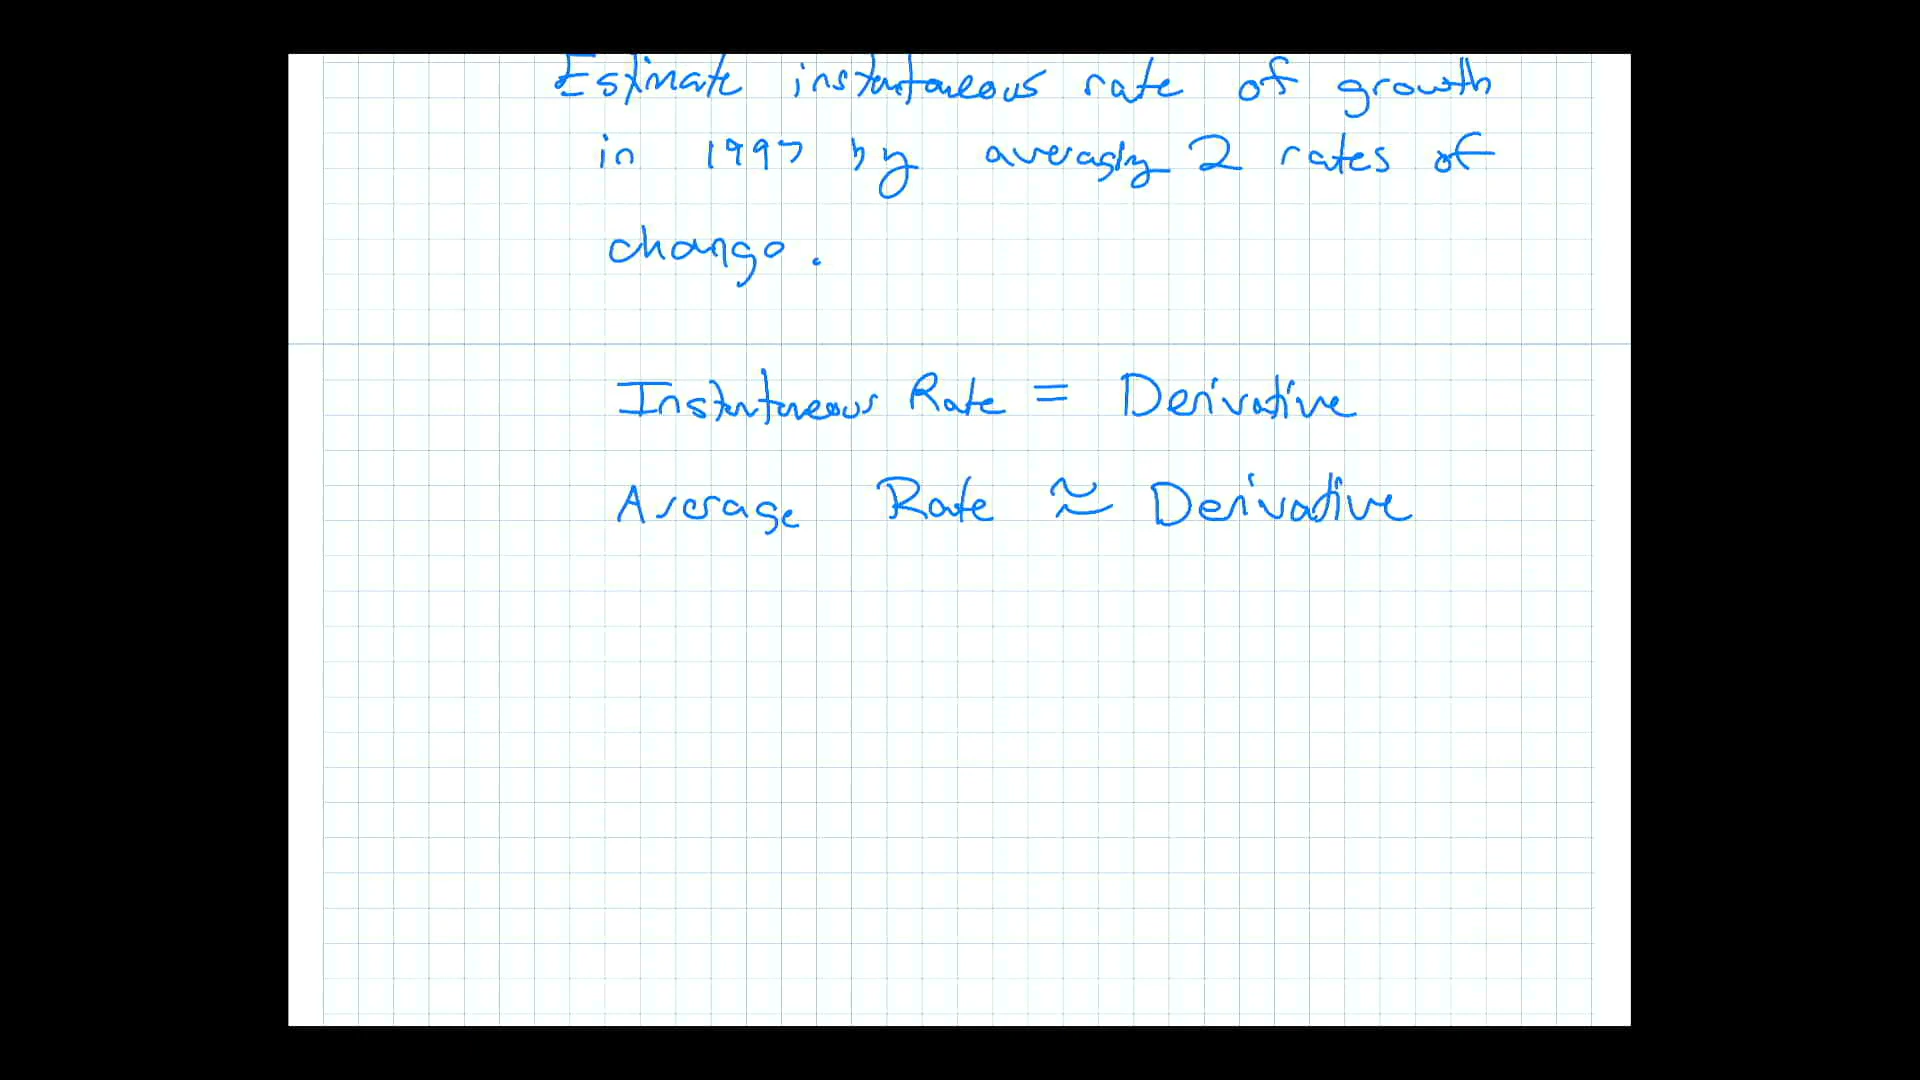 Estimate instantaneous rate of growth
in 1997 by averaging 2 rates of
change.
Instantaneous Rate = Derivative
Average Rate ≈ Derivative